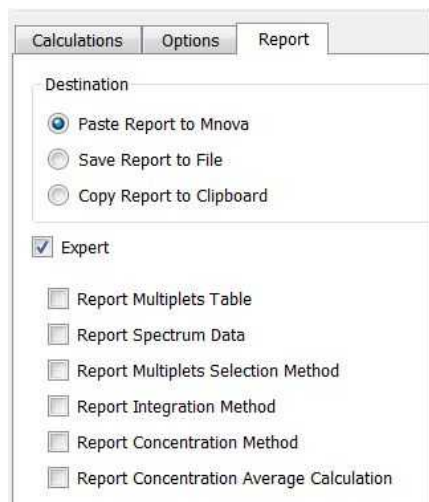 Calculations Options Report
Destination
Paste Report to Mnova
Save Report to File
Copy Report to Clipboard
Expert
Report Multiplets Table
Report Spectrum Data
Report Multiplets Selection Method
Report Integration Method
Report Concentration Method
Report Concentration Average Calculation